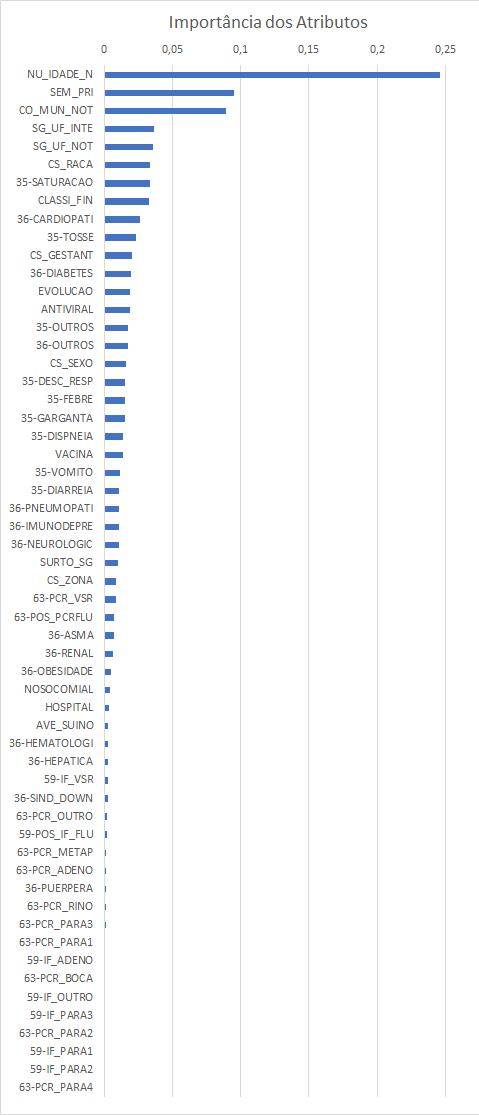 Importância dos Atributos
0 0,05 0,1 0,15 0,2 0,25
NU_IDADE_N
SEM_PRI
CO_MUN_NOT
SG_UF_INTE
SG_UF_NOT
CS_RACA
35-SATURACAO
CLASSI_FIN
36-CARDIOPATI
35-TOSSE
CS_GESTANT
36-DIABETES
EVOLUCAO
ANTIVIRAL
35-OUTROS
36-OUTROS
CS_SEXO
35-DESC_RESP
35-FEBRE
35-GARGANTA
35-DISPNEIA
VACINA
35-VOMITO
35-DIARREIA
36-PNEUMOPATI
36-IMUNODEPRE
36-NEUROLOGIC
SURTO_SG
CS_ZONA
63-PCR_VSR
63-POS_PCRFLU
36-ASMA
36-RENAL
36-OBESIDADE
NOSOCOMIAL
HOSPITAL
AVE_SUINO
36-HEMATOLOGI
36-HEPATICA
59-IF_VSR
36-SIND_DOWN
63-PCR_OUTRO
59-POS_IF_FLU
63-PCR_METAP
63-PCR_ADENO
36-PUERPERA
63-PCR_RINO
63-PCR_PARA3
63-PCR_PARA1
59-IF_ADENO
63-PCR_BOCA
59-IF_OUTRO
59-IF_PARA3
63-PCR_PARA2
59-IF_PARA1
59-IF_PARA2
63-PCR_PARA4